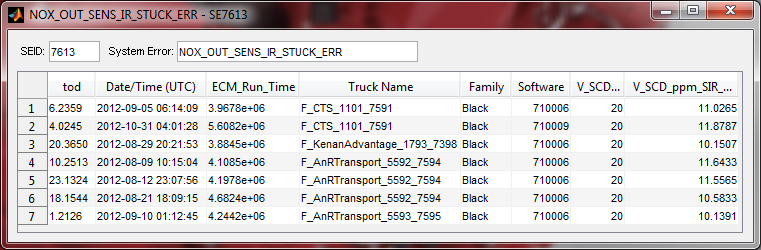 NOX_OUT_SENS_IR_STUCK_ERR - SE7613
SEID: 7613 System Error: NOX_OUT_SENS_IR_STUCK_ERR
tod Date/Time (UTC) ECM_Run_Time Truck Name Family Software V_SCD... V_SCD_ppm_SIR_...
1 6.2359 2012-09-05 06:14:09 3.9678e+06 F_CTS_1101_7591 Black 710006 20 11.0265
2 4.0245 2012-10-31 04:01:28 5.6082e+06 F_CTS_1101_7591 Black 710009 20 11.8787
3 20.3650 2012-08-29 20:21:53 3.8845e+06 F_KenanAdvantage_1793_7398 Black 710006 20 10.1507
4 10.2513 2012-08-09 10:15:04 4.1085e+06 F_AnRTransport_5592_7594 Black 710006 20 11.6433
5 23.1324 2012-08-12 23:07:56 4.1978e+06 F_AnRTransport_5592_7594 Black 710006 20 11.5565
6 18.1544 2012-08-21 18:09:15 4.6824e+06 F_AnRTransport_5592_7594 Black 710006 20 10.5833
7 1.2126 2012-09-10 01:12:45 4.2442e+06 F_AnRTransport_5593_7595 Black 710006 20 10.1391